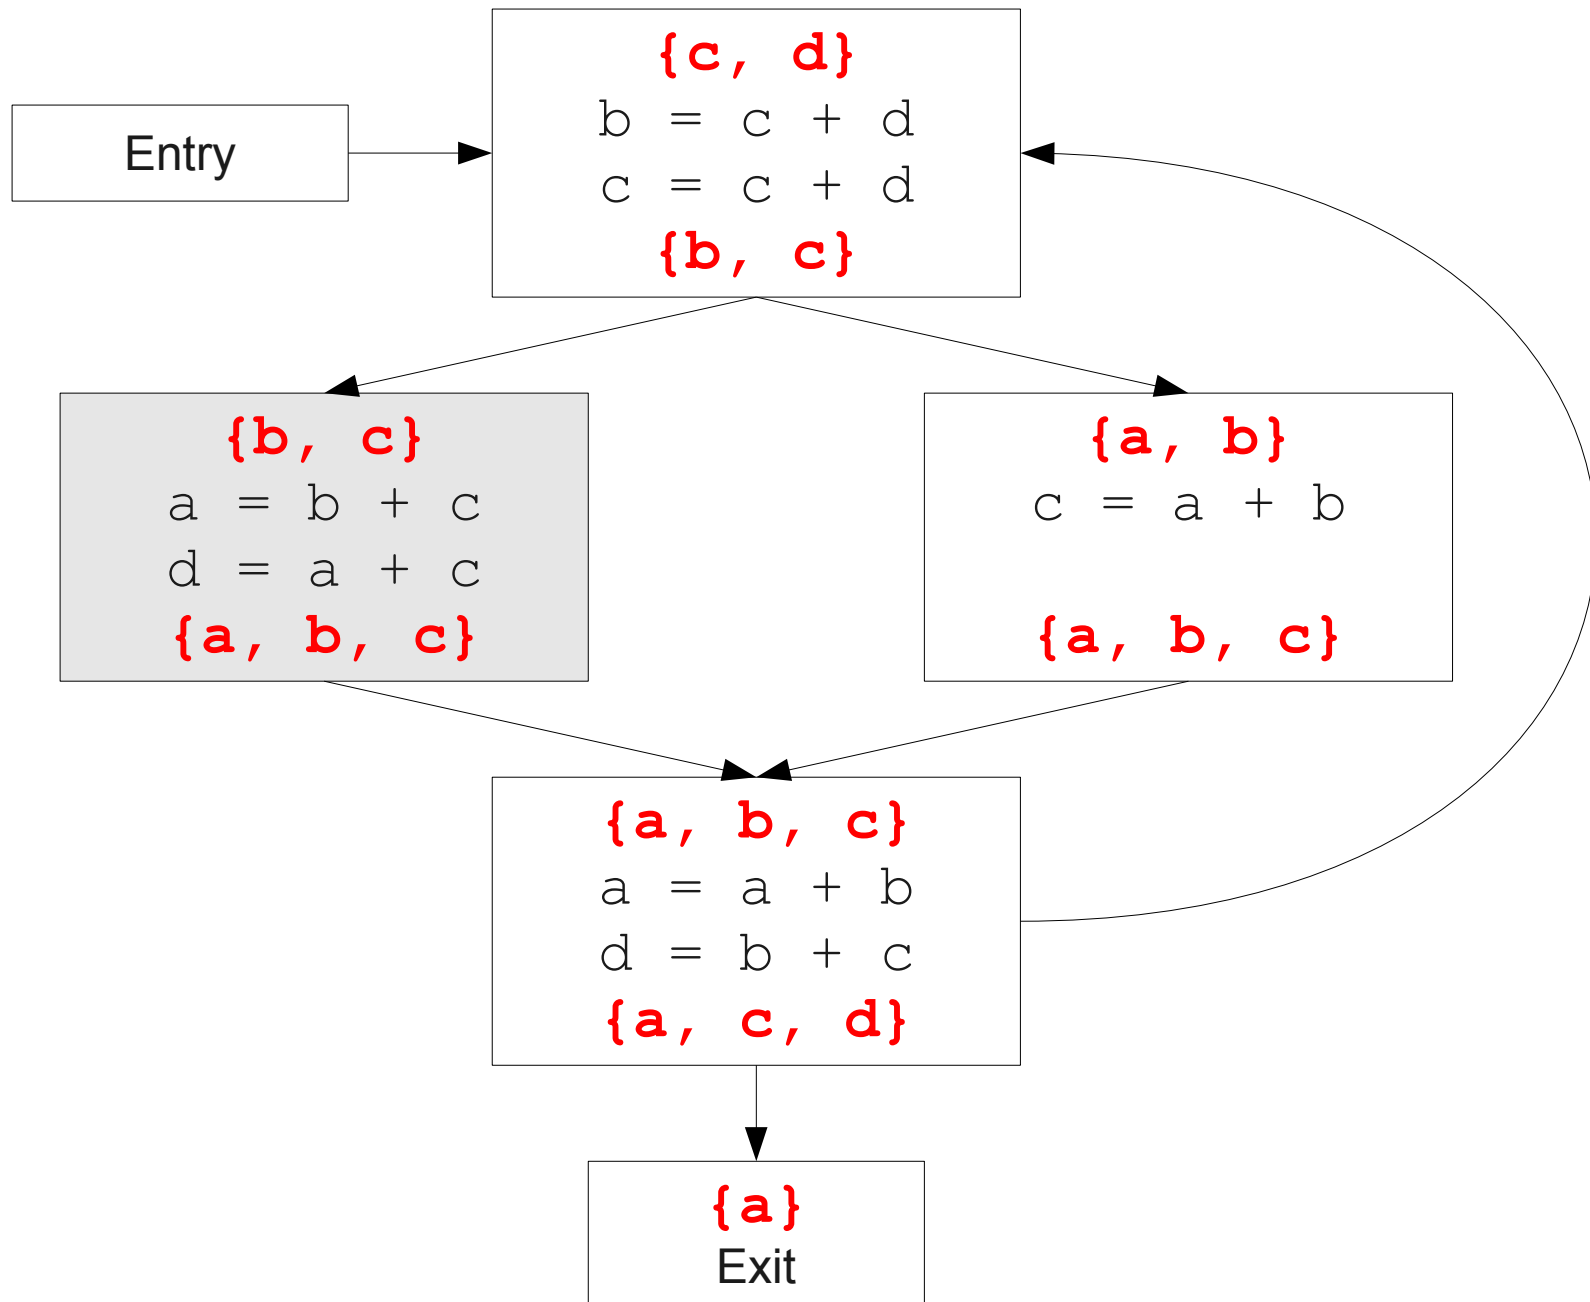 {c, d}
Entry
b = c + d
c = c + d
{b, c}
{b, c}
a = b + c
d = a + c
{a, b, c}
{a, b}
c = a + b
{a, b, c}
{a, b, c}
a = a + b
d = b + c
{a, c, d}
{a}
Exit